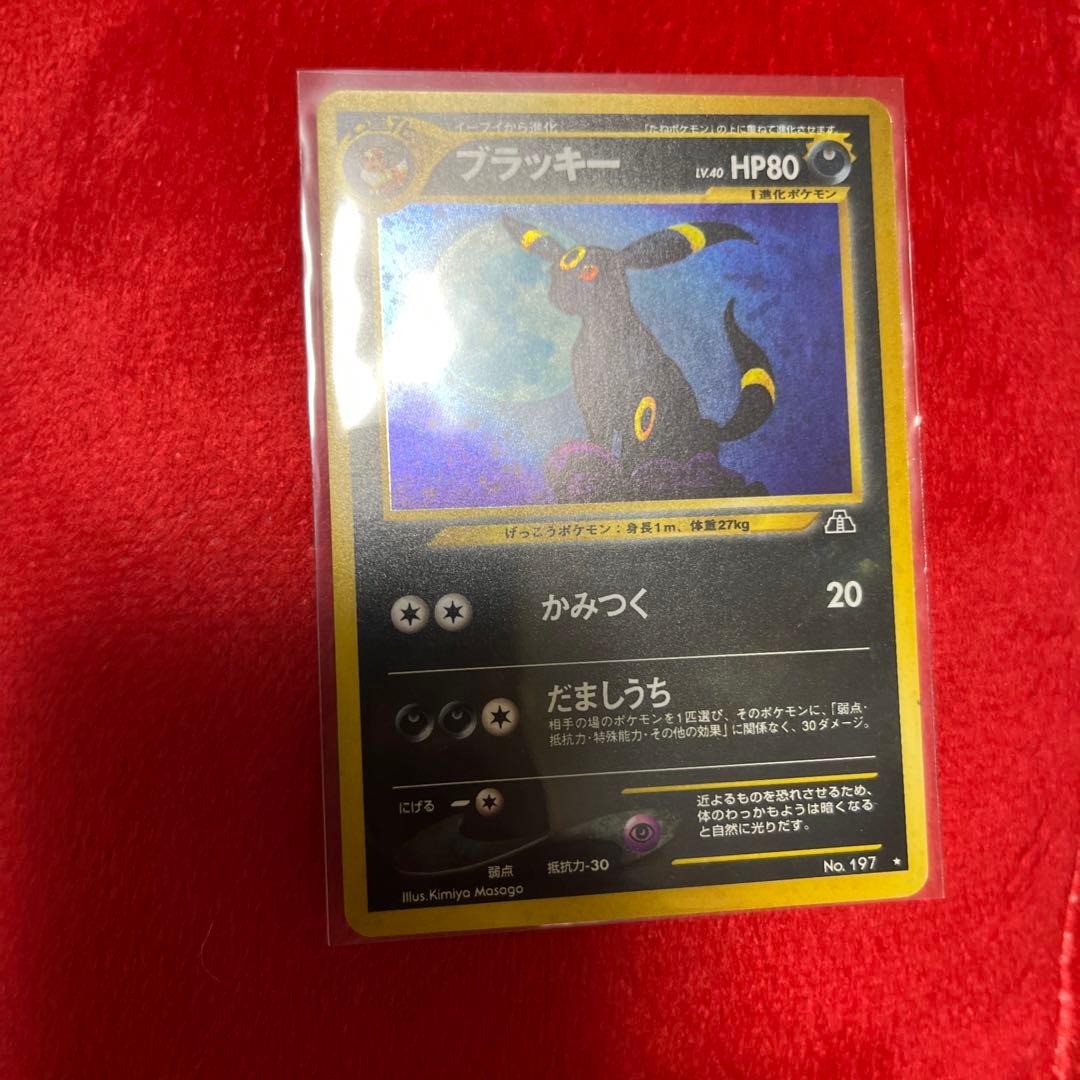 イーブイから進化
「たねポケモン」の上に重ねて進化させます。
ブラッキー
LV.40 HP80
1進化ポケモン
げっこうポケモン：身長1m、体重27kg
かみつく 20
だましうち
相手の場のポケモンを1匹選び、そのポケモンに、「弱点・
抵抗力・特殊能力・その他の効果」に関係なく、30ダメージ。
にげる
近よるものを恐れさせるため、
体のわっかもようは暗くなる
と自然に光りだす。
弱点 抵抗力-30
No. 197 ★
Illus.Kimiya Masago